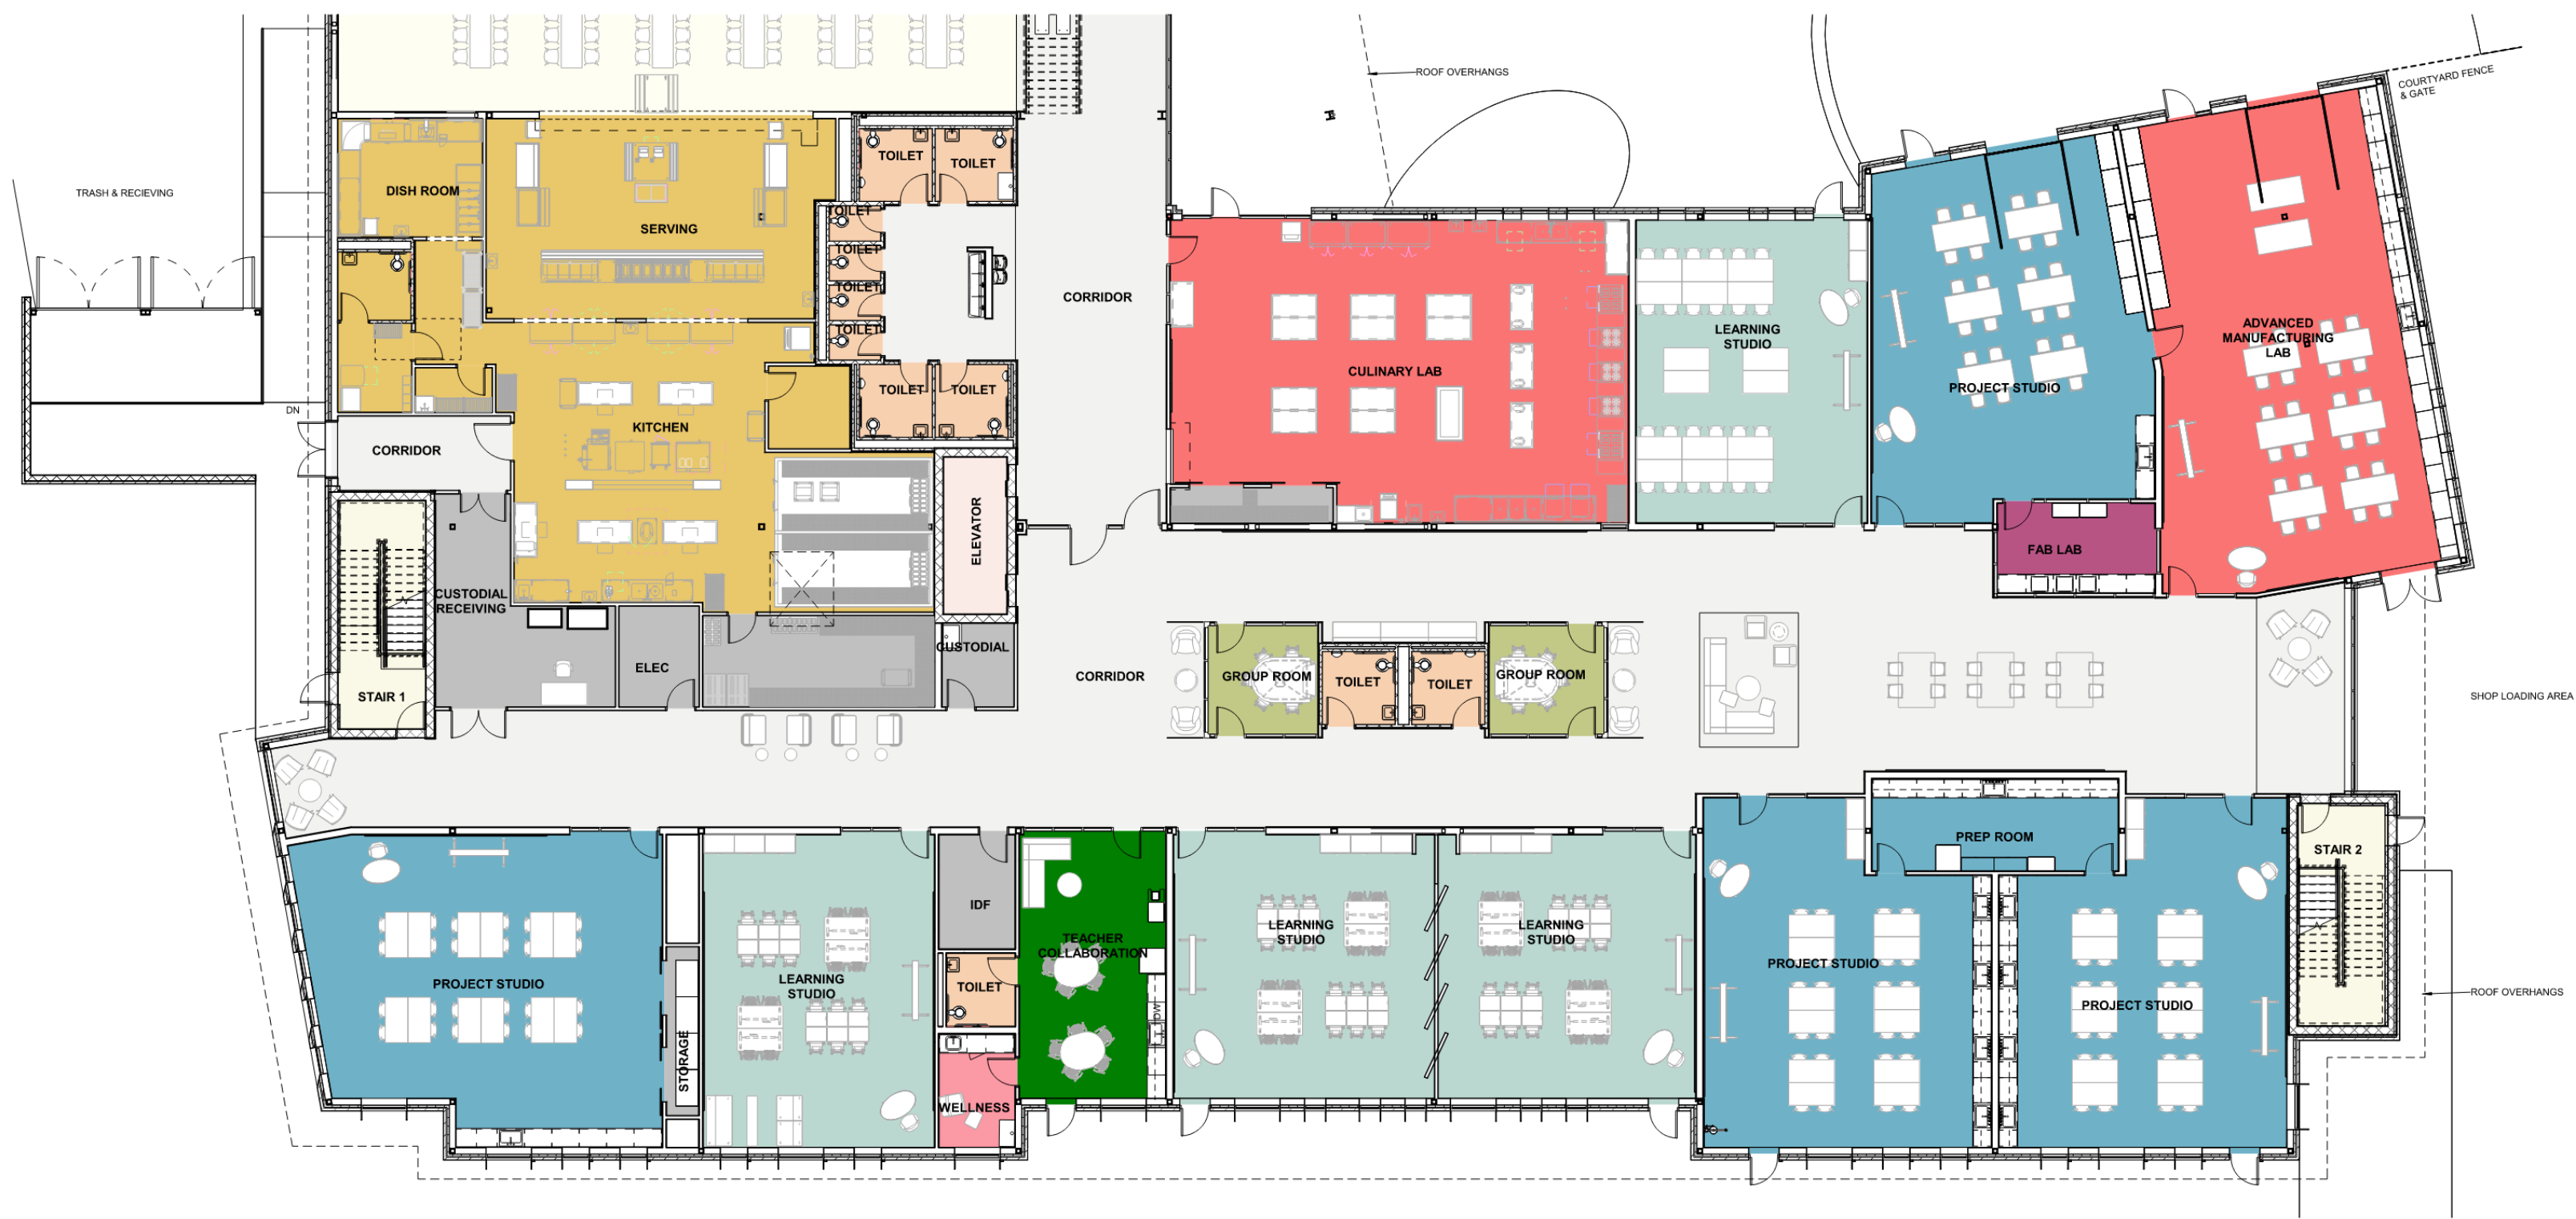 ROOF OVERHANGS
COURTYARD FENCE
& GATE
TRASH & RECIEVING
DISH ROOM
SERVING
TOILET
TOILET
TOILET
TOILET
TOILET
TOILET
TOILET
TOILET
CORRIDOR
CULINARY LAB
LEARNING
STUDIO
PROJECT STUDIO
ADVANCED
MANUFACTURING
LAB
DN
CORRIDOR
KITCHEN
ELEVATOR
FAB LAB
CUSTODIAL
RECEIVING
STAIR 1
ELEC
CUSTODIAL
CORRIDOR
GROUP ROOM
TOILET
TOILET
GROUP ROOM
SHOP LOADING AREA
PREP ROOM
STAIR 2
PROJECT STUDIO
STORAGE
LEARNING
STUDIO
IDF
TOILET
WELLNESS
TEACHER
COLLABORATION
LEARNING
STUDIO
LEARNING
STUDIO
PROJECT STUDIO
PROJECT STUDIO
ROOF OVERHANGS